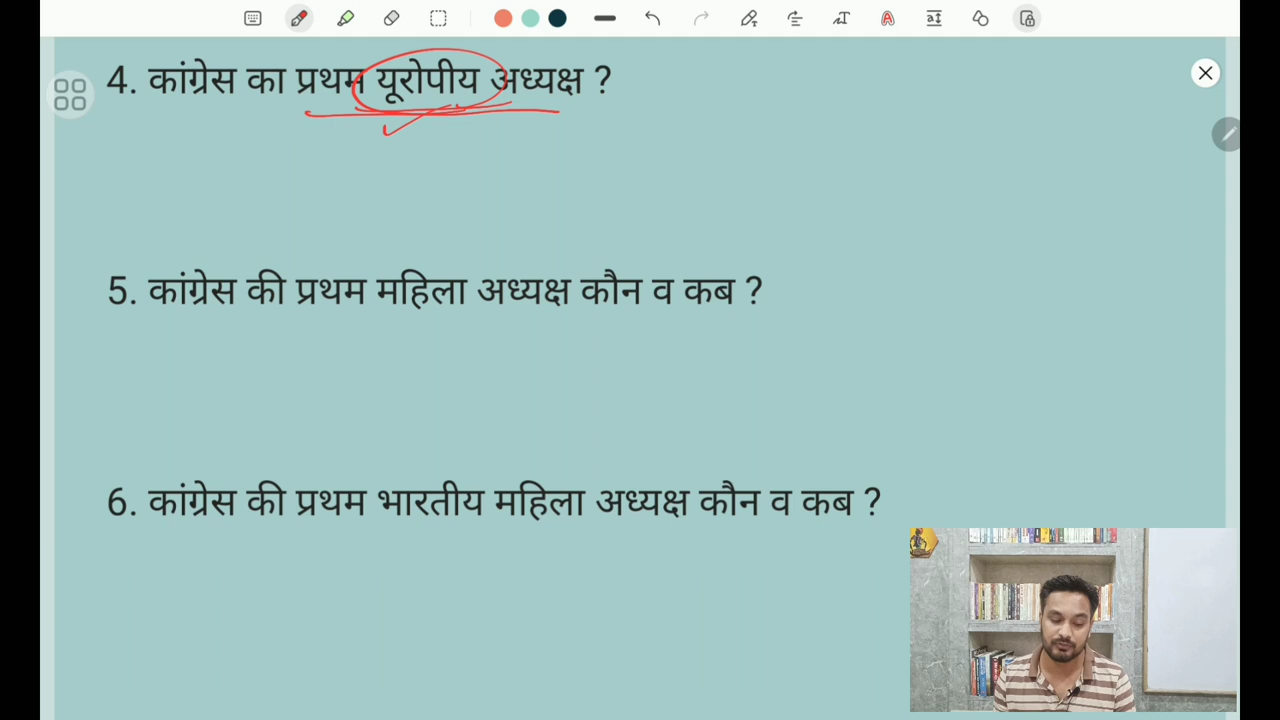 4. कांग्रेस का प्रथम यूरोपीय अध्यक्ष ?
5. कांग्रेस की प्रथम महिला अध्यक्ष कौन व कब ?
6. कांग्रेस की प्रथम भारतीय महिला अध्यक्ष कौन व कब ?